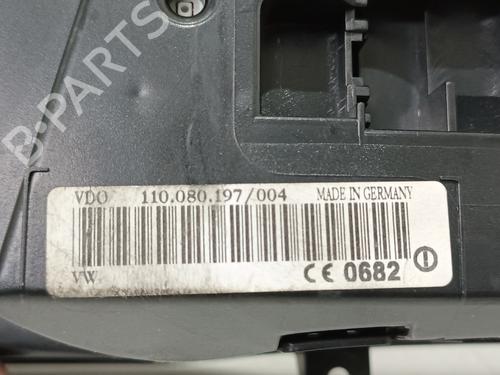 B-PARTS
VDO 110.080.197/004 MADE IN GERMANY
VW CE 0682